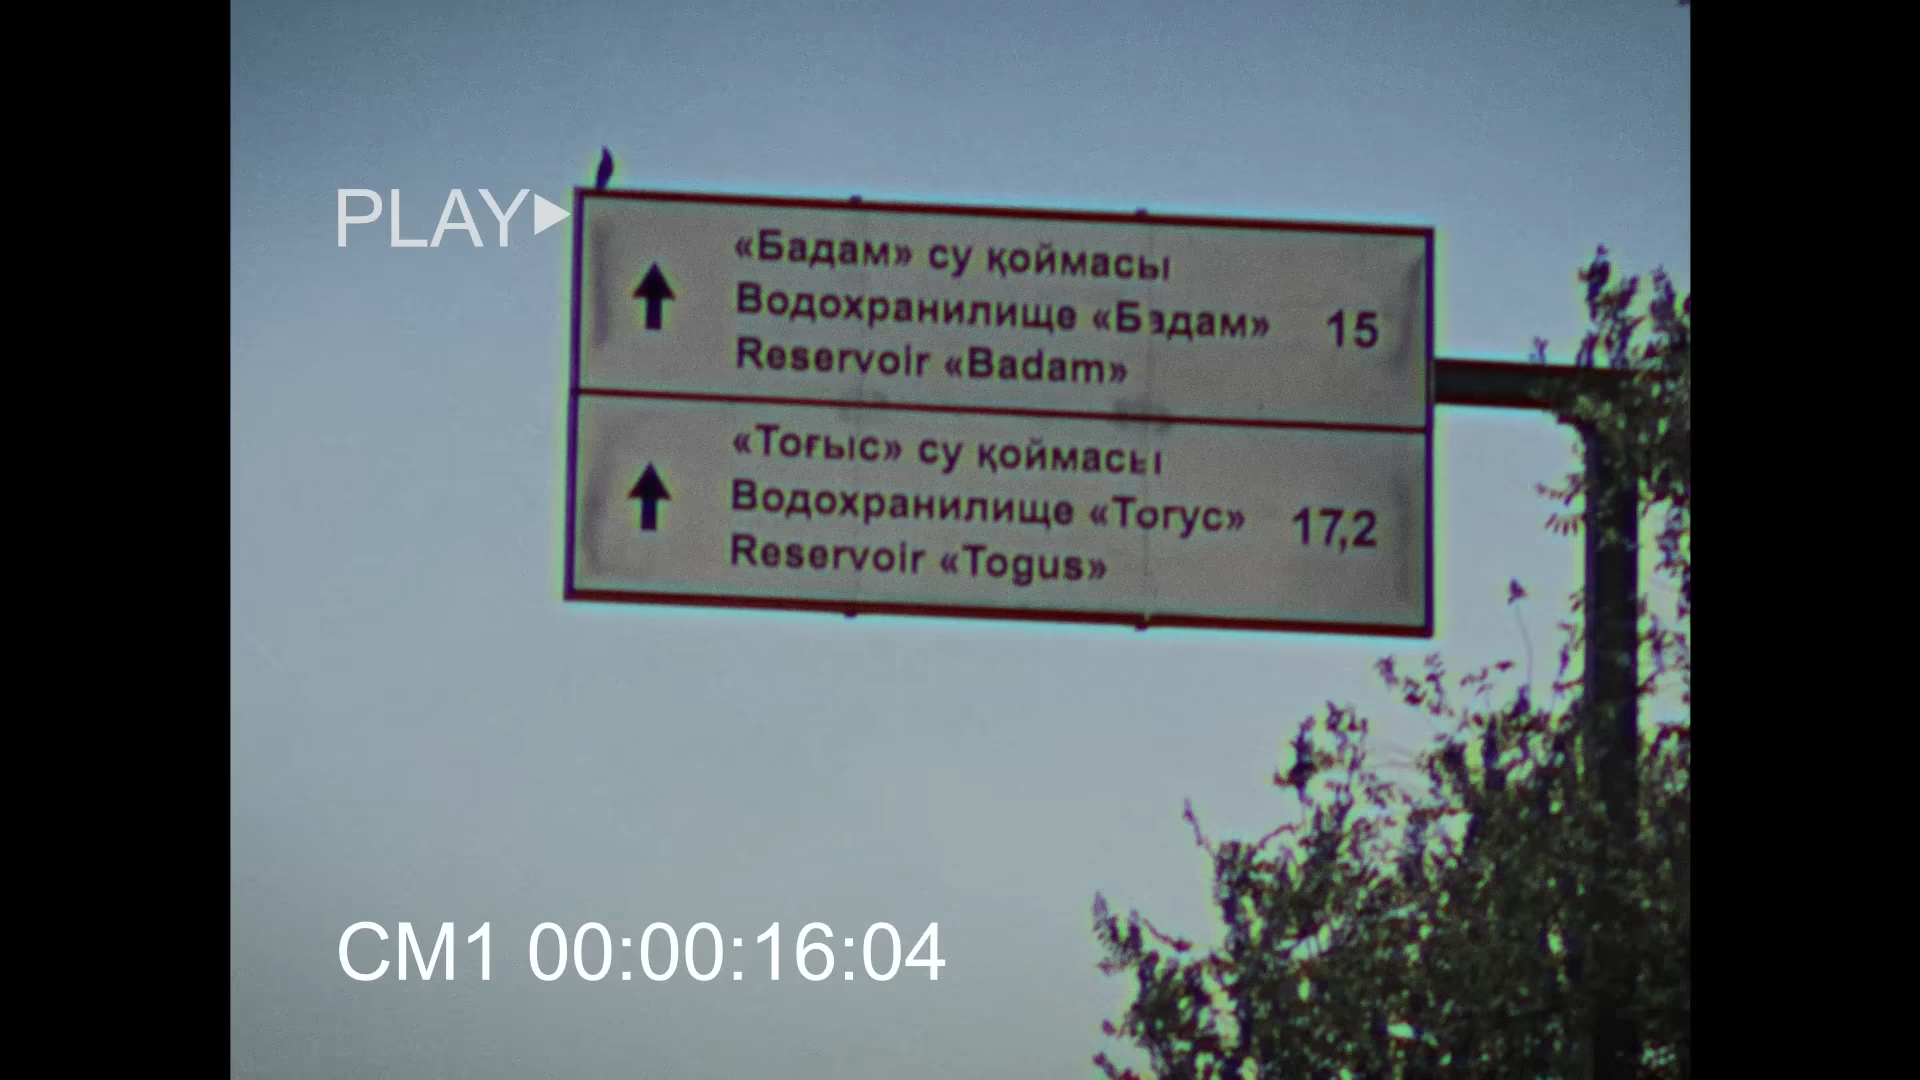 PLAY
«Бадам» су қоймасы
Водохранилище «Бадам»
Reservoir «Badam»
15
«Тоғыс» су қоймасы
Водохранилище «Тогус»
Reservoir «Togus»
17,2
CM1 00:00:16:04